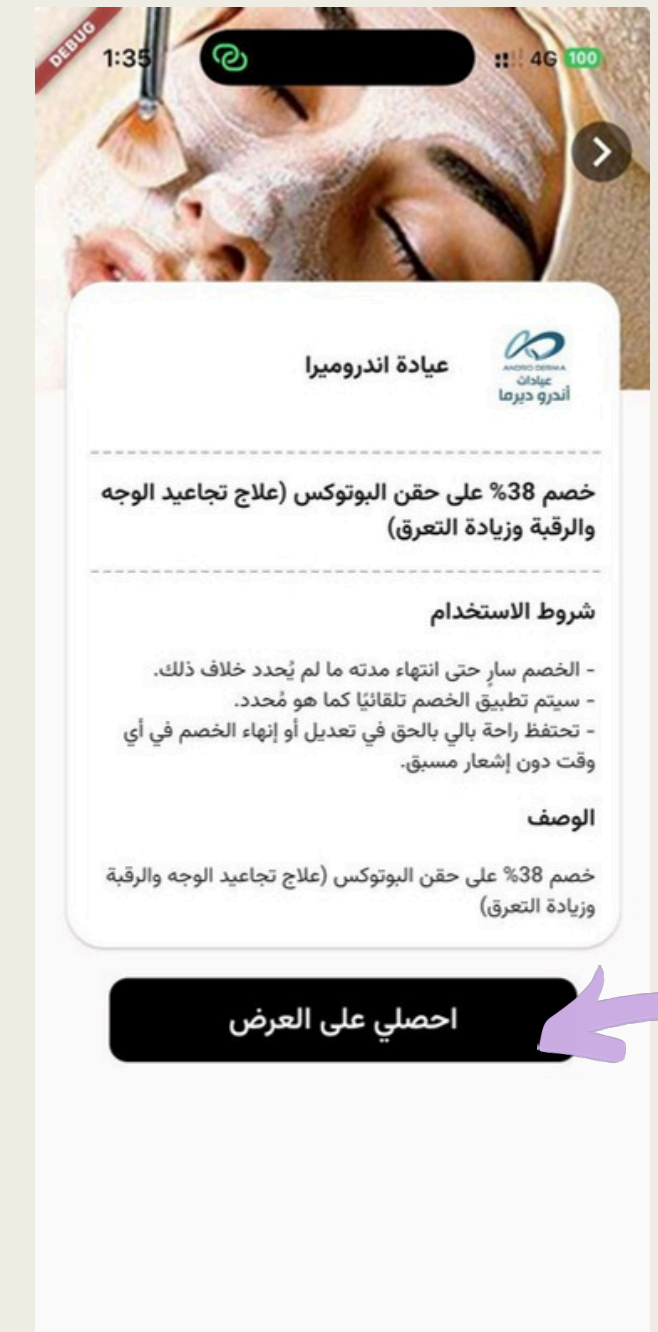 DEBUG
1:35
4G 100
ANDRO DERMA
عيادات
أندرو ديرما
عيادة اندروميرا
خصم 38% على حقن البوتوكس (علاج تجاعيد الوجه
والرقبة وزيادة التعرق)
شروط الاستخدام
- الخصم سارٍ حتى انتهاء مدته ما لم يُحدد خلاف ذلك.
- سيتم تطبيق الخصم تلقائيًا كما هو مُحدد.
- تحتفظ راحة بالي بالحق في تعديل أو إنهاء الخصم في أي
وقت دون إشعار مسبق.
الوصف
خصم 38% على حقن البوتوكس (علاج تجاعيد الوجه والرقبة
وزيادة التعرق)
احصلي على العرض